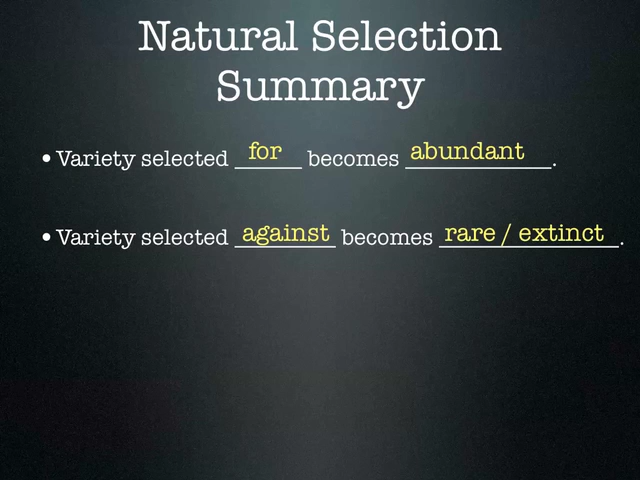 Natural Selection
Summary
• Variety selected for becomes abundant.
• Variety selected against becomes rare / extinct.